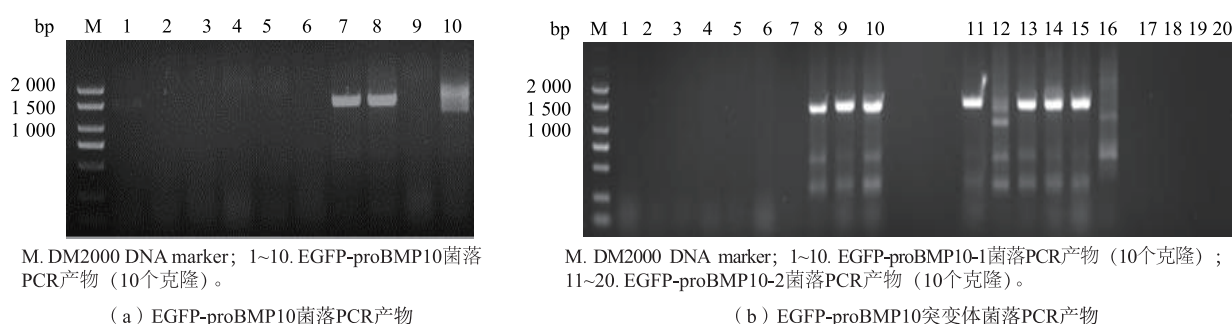 bp M 1 2 3 4 5 6 7 8 9 10
2 000
1 500
1 000
M. DM2000 DNA marker；1~10. EGFP-proBMP10菌落
PCR产物（10个克隆）。
（a）EGFP-proBMP10菌落PCR产物
bp M 1 2 3 4 5 6 7 8 9 10 11 12 13 14 15 16 17 18 19 20
2 000
1 500
1 000
M. DM2000 DNA marker；1~10. EGFP-proBMP10-1菌落PCR产物（10个克隆）；
11~20. EGFP-proBMP10-2菌落PCR产物（10个克隆）。
（b）EGFP-proBMP10突变体菌落PCR产物